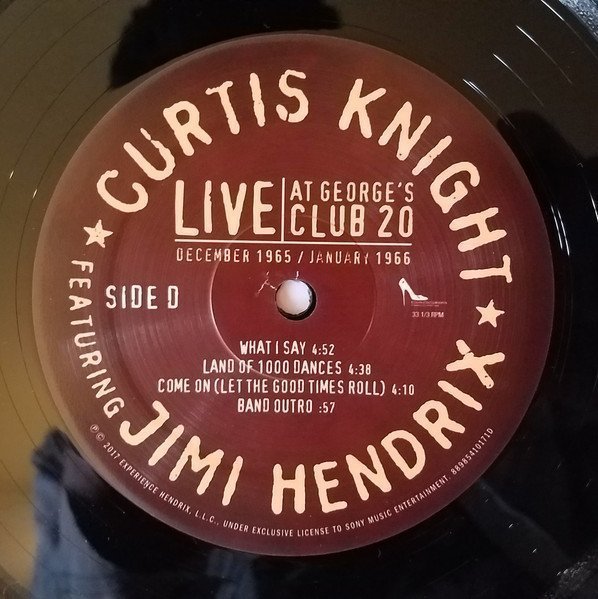 CURTIS KNIGHT
FEATURING JIMI HENDRIX
LIVE
AT GEORGE'S
CLUB 20
DECEMBER 1965 / JANUARY 1966
SIDE D
33 1/3 RPM
WHAT I SAY 4:52
LAND OF 1000 DANCES 4:38
COME ON (LET THE GOOD TIMES ROLL) 4:10
BAND OUTRO :57
℗ © 2017 EXPERIENCE HENDRIX, L.L.C., UNDER EXCLUSIVE LICENSE TO SONY MUSIC ENTERTAINMENT. 88985410171D